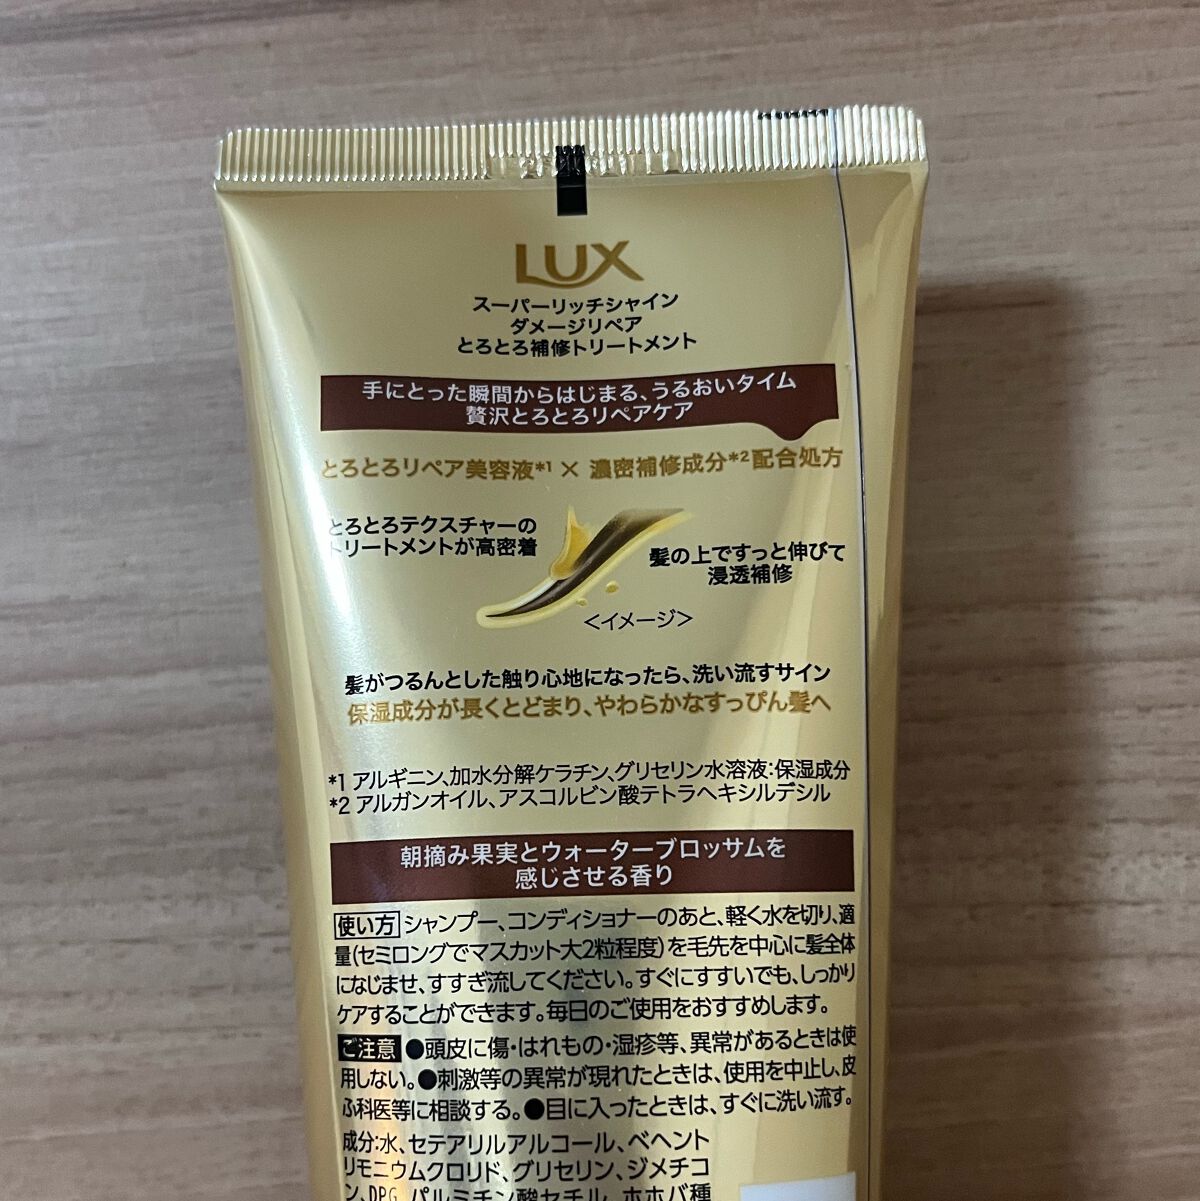 LUX
スーパーリッチシャイン
ダメージリペア
とろとろ補修トリートメント
手にとった瞬間からはじまる、うるおいタイム
贅沢とろとろリペアケア
とろとろリペア美容液*1 × 濃密補修成分*2配合処方
とろとろテクスチャーの
トリートメントが高密着
髪の上ですっと伸びて
浸透補修
<イメージ>
髪がつるんとした触り心地になったら、洗い流すサイン
保湿成分が長くとどまり、やわらかなすっぴん髪へ
*1 アルギニン、加水分解ケラチン、グリセリン水溶液:保湿成分
*2 アルガンオイル、アスコルビン酸テトラヘキシルデシル
朝摘み果実とウォーターブロッサムを
感じさせる香り
使い方 シャンプー、コンディショナーのあと、軽く水を切り、適
量(セミロングでマスカット大2粒程度)を毛先を中心に髪全体
になじませ、すすぎ流してください。すぐにすすいでも、しっかり
ケアすることができます。毎日のご使用をおすすめします。
ご注意 ●頭皮に傷・はれもの・湿疹等、異常があるときは使
用しない。●刺激等の異常が現れたときは、使用を中止し、皮
ふ科医等に相談する。●目に入ったときは、すぐに洗い流す。
成分:水、セテアリルアルコール、ベヘント
リモニウムクロリド、グリセリン、ジメチコ
ン、DPG、パルミチン酸セチル、ホホバ種